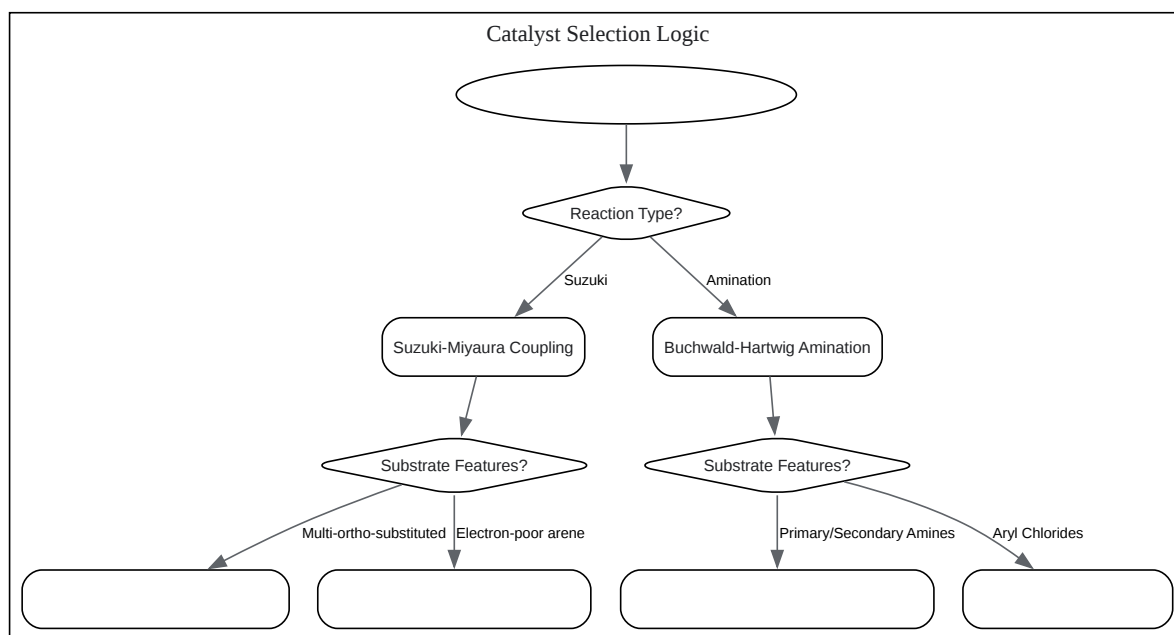 Catalyst Selection Logic
Reaction Type?
Suzuki
Amination
Suzuki-Miyaura Coupling
Buchwald-Hartwig Amination
Substrate Features?
Substrate Features?
Multi-ortho-substituted
Electron-poor arene
Primary/Secondary Amines
Aryl Chlorides